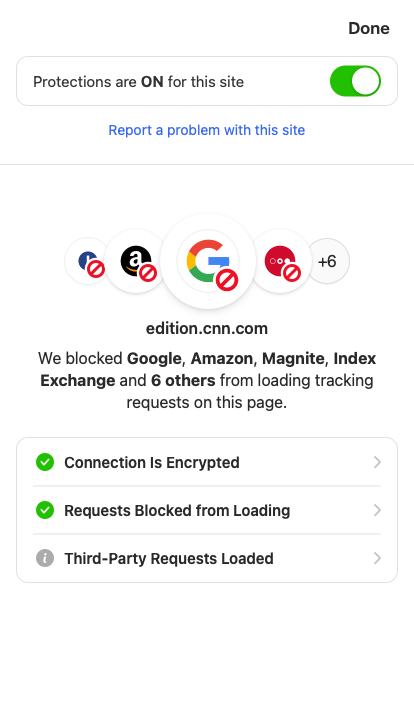 Done
Protections are ON for this site
Report a problem with this site
+6
edition.cnn.com
We blocked Google, Amazon, Magnite, Index
Exchange and 6 others from loading tracking
requests on this page.
Connection Is Encrypted
Requests Blocked from Loading
Third-Party Requests Loaded